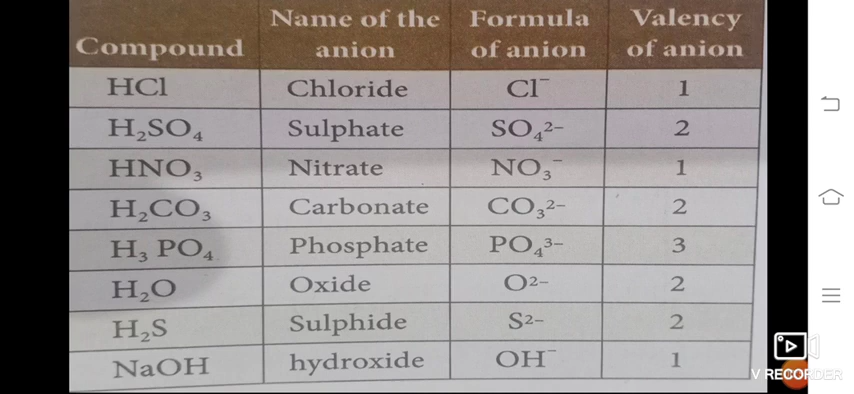 Compound Name of the anion Formula of anion Valency of anion
HCl Chloride Cl⁻ 1
H₂SO₄ Sulphate SO₄²⁻ 2
HNO₃ Nitrate NO₃⁻ 1
H₂CO₃ Carbonate CO₃²⁻ 2
H₃ PO₄ Phosphate PO₄³⁻ 3
H₂O Oxide O²⁻ 2
H₂S Sulphide S²⁻ 2
NaOH hydroxide OH⁻ 1
V RECORDER